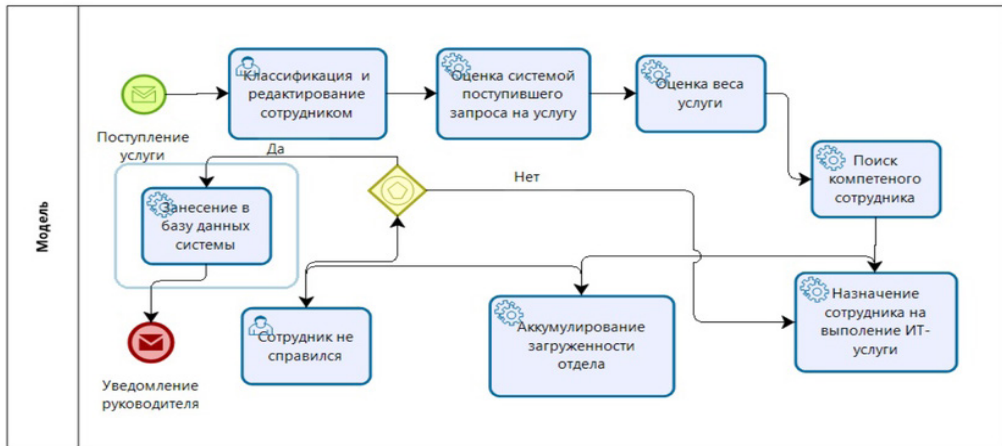 Модель
Классификация и
редактирование
сотрудником
Оценка системой
поступившего
запроса на услугу
Оценка веса
услуги
Поступление
услуги
Поиск
компетеного
сотрудника
Да
Нет
Занесение в
базу данных
системы
Сотрудник не
справился
Аккумулирование
загруженности
отдела
Назначение
сотрудника на
выполение ИТ-
услуги
Уведомление
руководителя